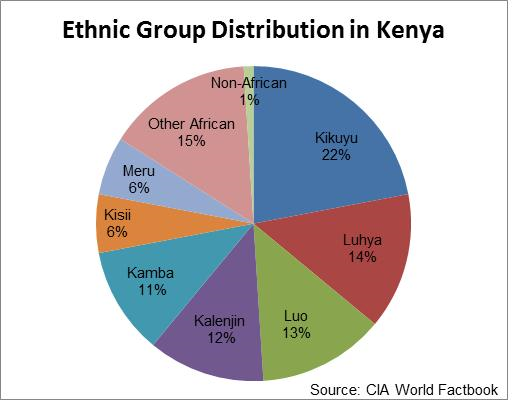 Ethnic Group Distribution in Kenya
Non-African
1%
Kikuyu
22%
Luhya
14%
Luo
13%
Kalenjin
12%
Kamba
11%
Kisii
6%
Meru
6%
Other African
15%
Source: CIA World Factbook